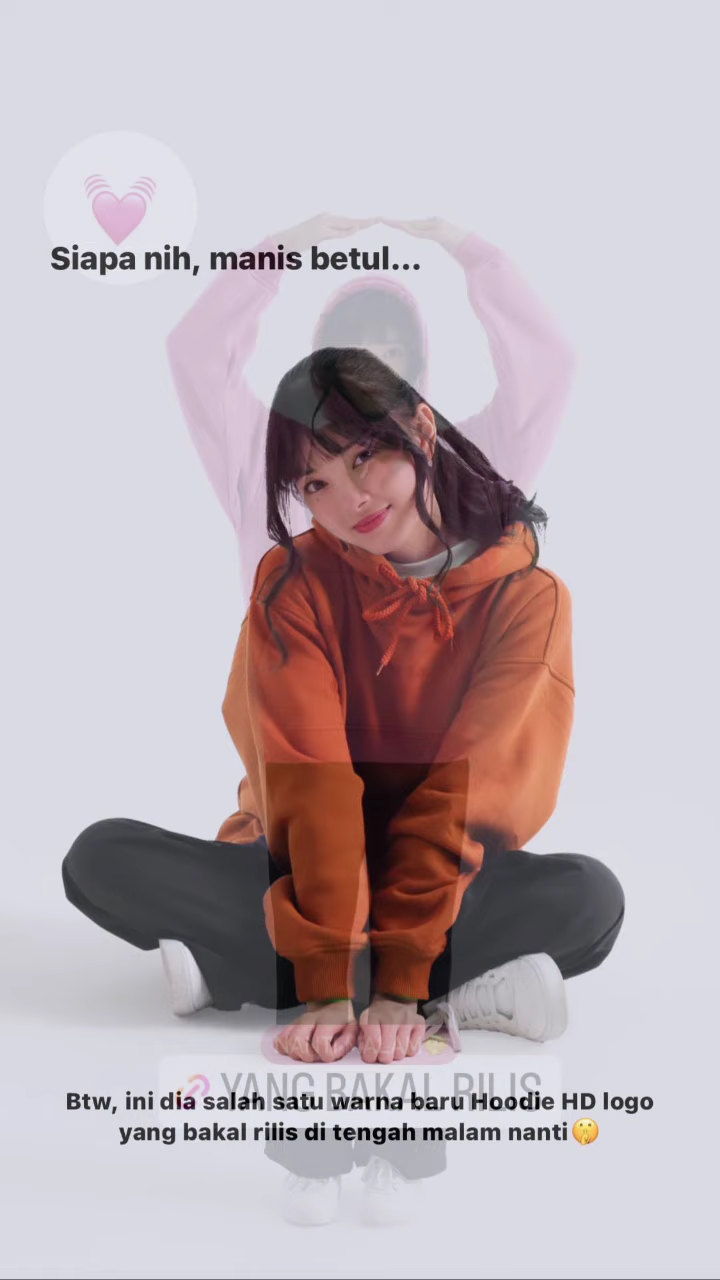 Siapa nih, manis betul...
YANG BAKAL RILIS
Btw, ini dia salah satu warna baru Hoodie HD logo
yang bakal rilis di tengah malam nanti🤫